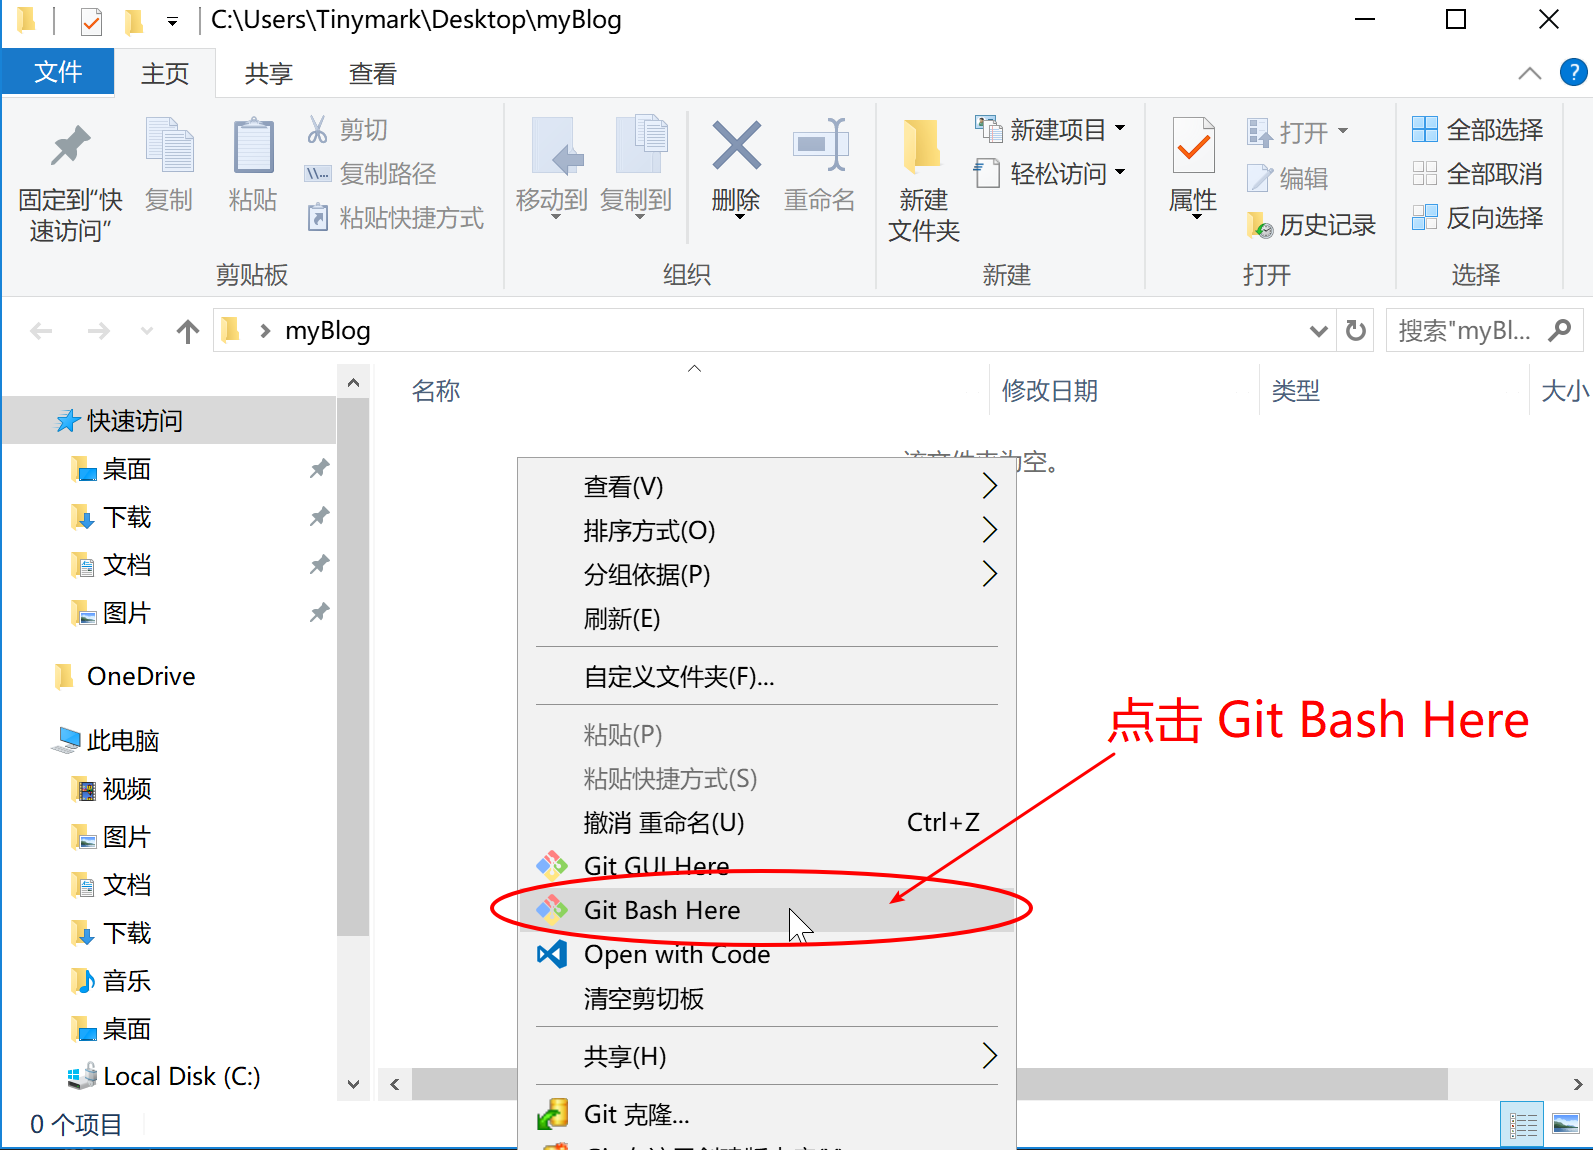 C:\Users\Tinymark\Desktop\myBlog
文件 主页 共享 查看
固定到“快速访问”
复制
粘贴
剪切
复制路径
粘贴快捷方式
剪贴板
移动到
复制到
删除
重命名
组织
新建
文件夹
新建项目
轻松访问
新建
属性
打开
编辑
历史记录
打开
全部选择
全部取消
反向选择
选择
myBlog
搜索"myBl...
名称 修改日期 类型 大小
快速访问
桌面
下载
文档
图片
OneDrive
此电脑
视频
图片
文档
下载
音乐
桌面
Local Disk (C:)
该文件夹为空。
查看(V)
排序方式(O)
分组依据(P)
刷新(E)
自定义文件夹(F)...
粘贴(P)
粘贴快捷方式(S)
撤消 重命名(U) Ctrl+Z
Git GUI Here
Git Bash Here
Open with Code
清空剪切板
共享(H)
Git 克隆...
点击 Git Bash Here
0 个项目